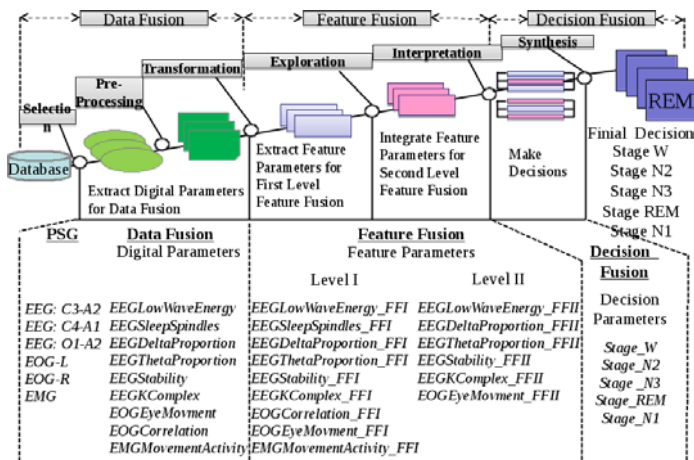 Data Fusion
Feature Fusion
Decision Fusion
Selectio
n
Pre-
Processing
Transformation
Exploration
Interpretation
Synthesis
Database
REM
Extract Digital Parameters
for Data Fusion
Extract Feature
Parameters for
First Level
Feature Fusion
Integrate Feature
Parameters for
Second Level
Feature Fusion
Make
Decisions
Finial Decision
Stage W
Stage N2
Stage N3
Stage REM
Stage N1
PSG
EEG: C3-A2
EEG: C4-A1
EEG: O1-A2
EOG-L
EOG-R
EMG
Data Fusion
Digital Parameters
EEGLowWaveEnergy
EEGSleepSpindles
EEGDeltaProportion
EEGThetaProportion
EEGStability
EEGKComplex
EOGEyeMovment
EOGCorrelation
EMGMovementActivity
Feature Fusion
Feature Parameters
Level I
EEGLowWaveEnergy_FFI
EEGSleepSpindles_FFI
EEGDeltaProportion_FFI
EEGThetaProportion_FFI
EEGStability_FFI
EEGKComplex_FFI
EOGCorrelation_FFI
EOGEyeMovment_FFI
EMGMovementActivity_FFI
Level II
EEGLowWaveEnergy_FFII
EEGDeltaProportion_FFII
EEGThetaProportion_FFII
EEGStability_FFII
EEGKComplex_FFII
EOGEyeMovment_FFII
Decision
Fusion
Decision
Parameters
Stage_W
Stage_N2
Stage _N3
Stage_REM
Stage_N1